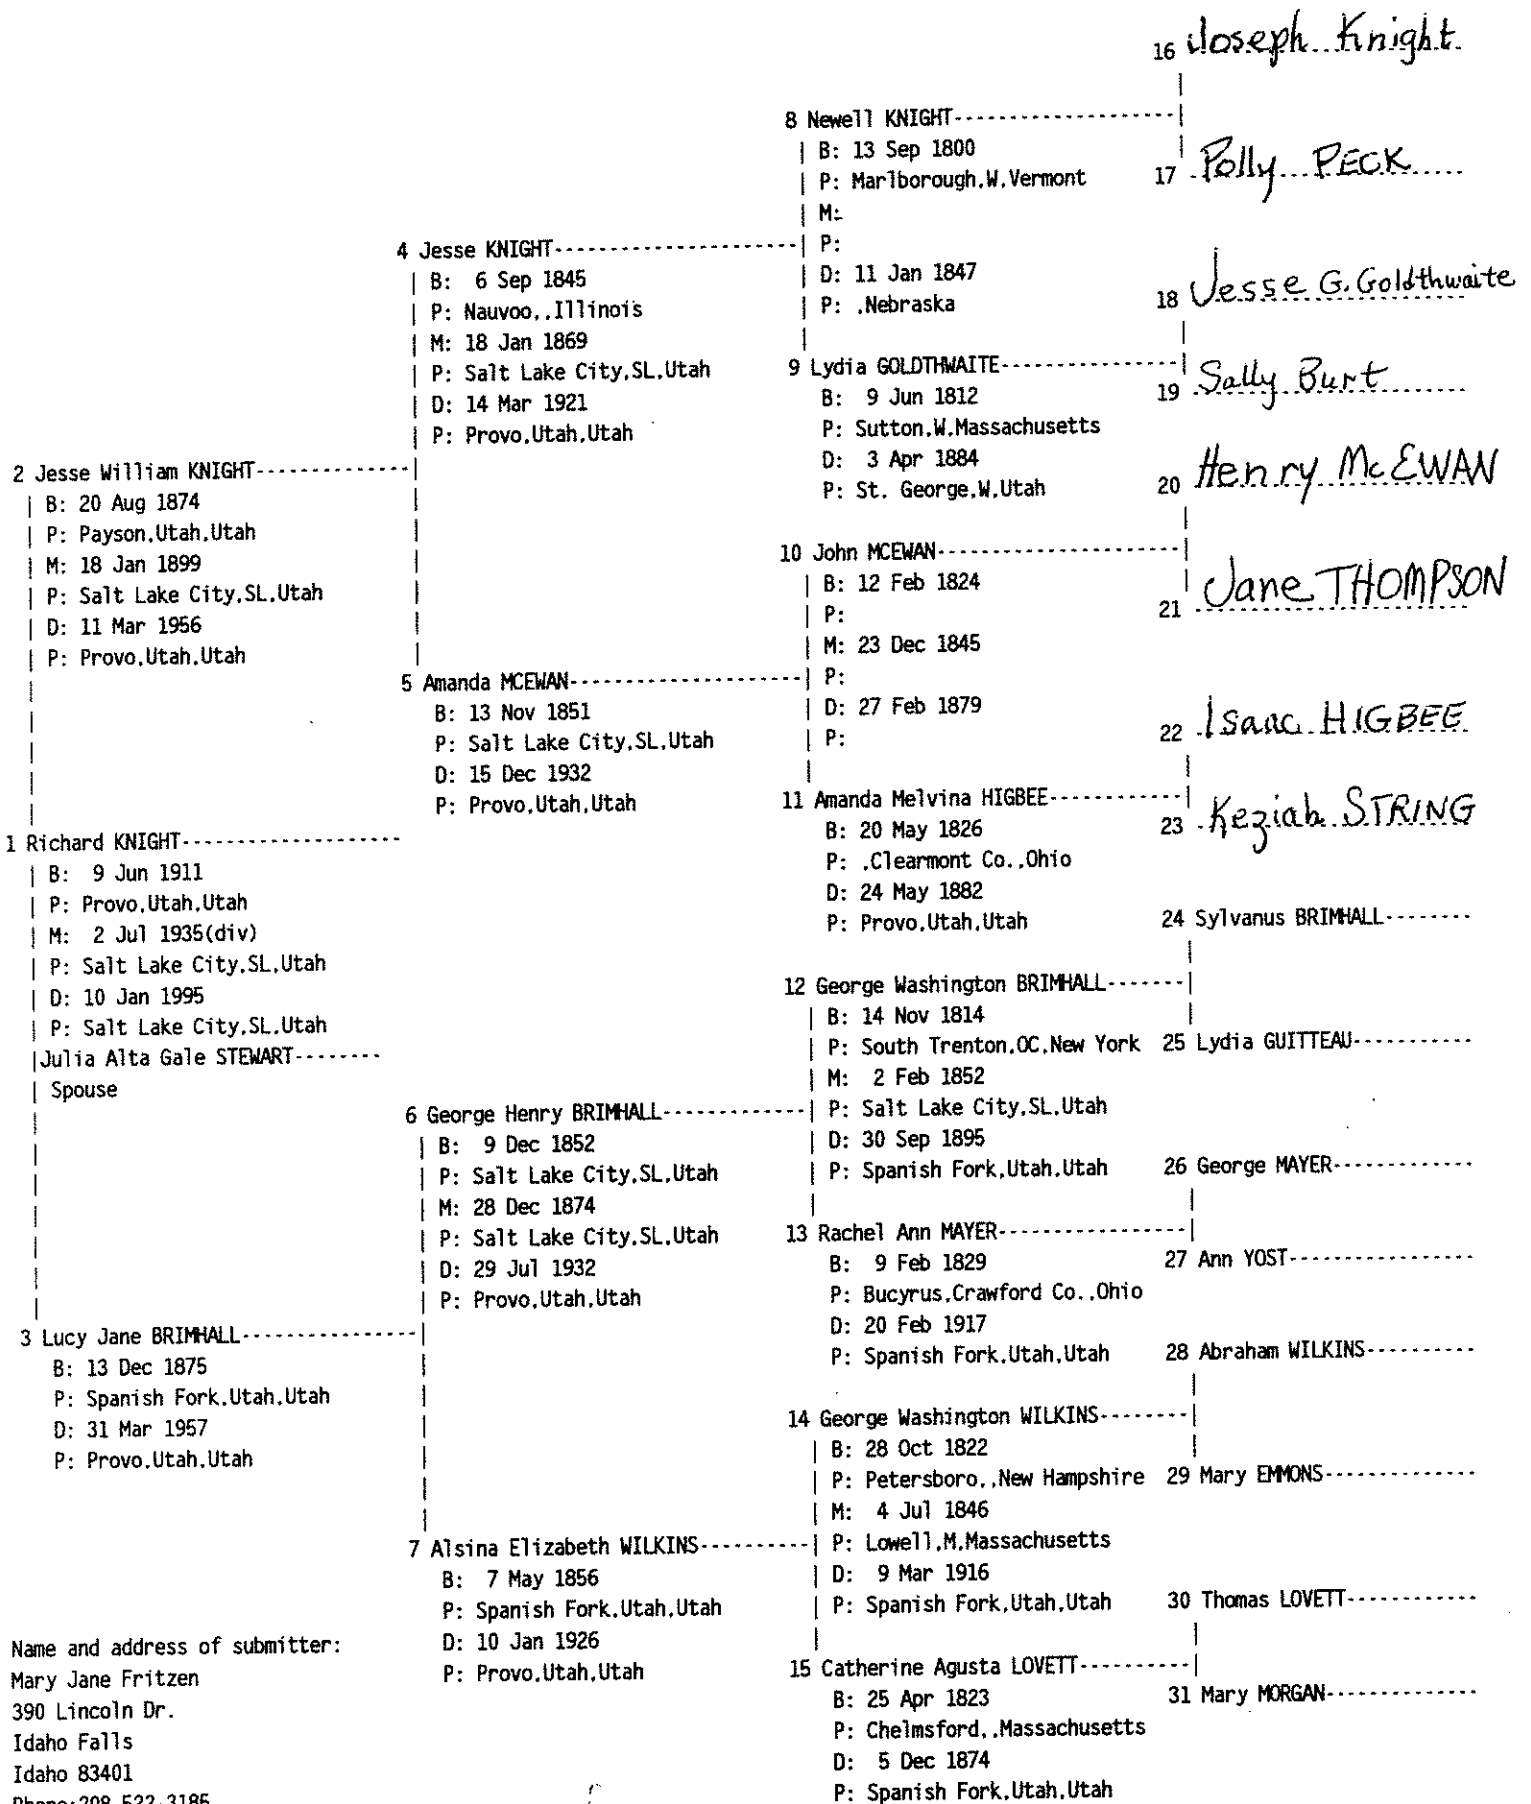 16 Joseph Knight
8 Newell KNIGHT
B: 13 Sep 1800
P: Marlborough,W,Vermont
M:
P:
D: 11 Jan 1847
P: ,Nebraska
17 Polly PECK
4 Jesse KNIGHT
B: 6 Sep 1845
P: Nauvoo,,Illinois
M: 18 Jan 1869
P: Salt Lake City,SL,Utah
D: 14 Mar 1921
P: Provo,Utah,Utah
18 Jesse G. Goldthwaite
9 Lydia GOLDTHWAITE
B: 9 Jun 1812
P: Sutton,W,Massachusetts
D: 3 Apr 1884
P: St. George,W,Utah
19 Sally Burt
2 Jesse William KNIGHT
B: 20 Aug 1874
P: Payson,Utah,Utah
M: 18 Jan 1899
P: Salt Lake City,SL,Utah
D: 11 Mar 1956
P: Provo,Utah,Utah
20 Henry McEWAN
10 John MCEWAN
B: 12 Feb 1824
P:
M: 23 Dec 1845
P:
D: 27 Feb 1879
P:
21 Jane THOMPSON
5 Amanda MCEWAN
B: 13 Nov 1851
P: Salt Lake City,SL,Utah
D: 15 Dec 1932
P: Provo,Utah,Utah
22 Isaac HIGBEE
11 Amanda Melvina HIGBEE
B: 20 May 1826
P: ,Clearmont Co.,Ohio
D: 24 May 1882
P: Provo,Utah,Utah
23 Keziah STRING
1 Richard KNIGHT
B: 9 Jun 1911
P: Provo,Utah,Utah
M: 2 Jul 1935(div)
P: Salt Lake City,SL,Utah
D: 10 Jan 1995
P: Salt Lake City,SL,Utah
Julia Alta Gale STEWART
Spouse
24 Sylvanus BRIMHALL
12 George Washington BRIMHALL
B: 14 Nov 1814
P: South Trenton,OC,New York
M: 2 Feb 1852
P: Salt Lake City,SL,Utah
D: 30 Sep 1895
P: Spanish Fork,Utah,Utah
25 Lydia GUITTEAU
6 George Henry BRIMHALL
B: 9 Dec 1852
P: Salt Lake City,SL,Utah
M: 28 Dec 1874
P: Salt Lake City,SL,Utah
D: 29 Jul 1932
P: Provo,Utah,Utah
26 George MAYER
13 Rachel Ann MAYER
B: 9 Feb 1829
P: Bucyrus,Crawford Co.,Ohio
D: 20 Feb 1917
P: Spanish Fork,Utah,Utah
27 Ann YOST
3 Lucy Jane BRIMHALL
B: 13 Dec 1875
P: Spanish Fork,Utah,Utah
D: 31 Mar 1957
P: Provo,Utah,Utah
28 Abraham WILKINS
14 George Washington WILKINS
B: 28 Oct 1822
P: Petersboro,,New Hampshire
M: 4 Jul 1846
P: Lowell,M,Massachusetts
D: 9 Mar 1916
P: Spanish Fork,Utah,Utah
29 Mary EMMONS
7 Alsina Elizabeth WILKINS
B: 7 May 1856
P: Spanish Fork,Utah,Utah
D: 10 Jan 1926
P: Provo,Utah,Utah
30 Thomas LOVETT
15 Catherine Agusta LOVETT
B: 25 Apr 1823
P: Chelmsford,,Massachusetts
D: 5 Dec 1874
P: Spanish Fork,Utah,Utah
31 Mary MORGAN
Name and address of submitter:
Mary Jane Fritzen
390 Lincoln Dr.
Idaho Falls
Idaho 83401
Phone:208 522-3185